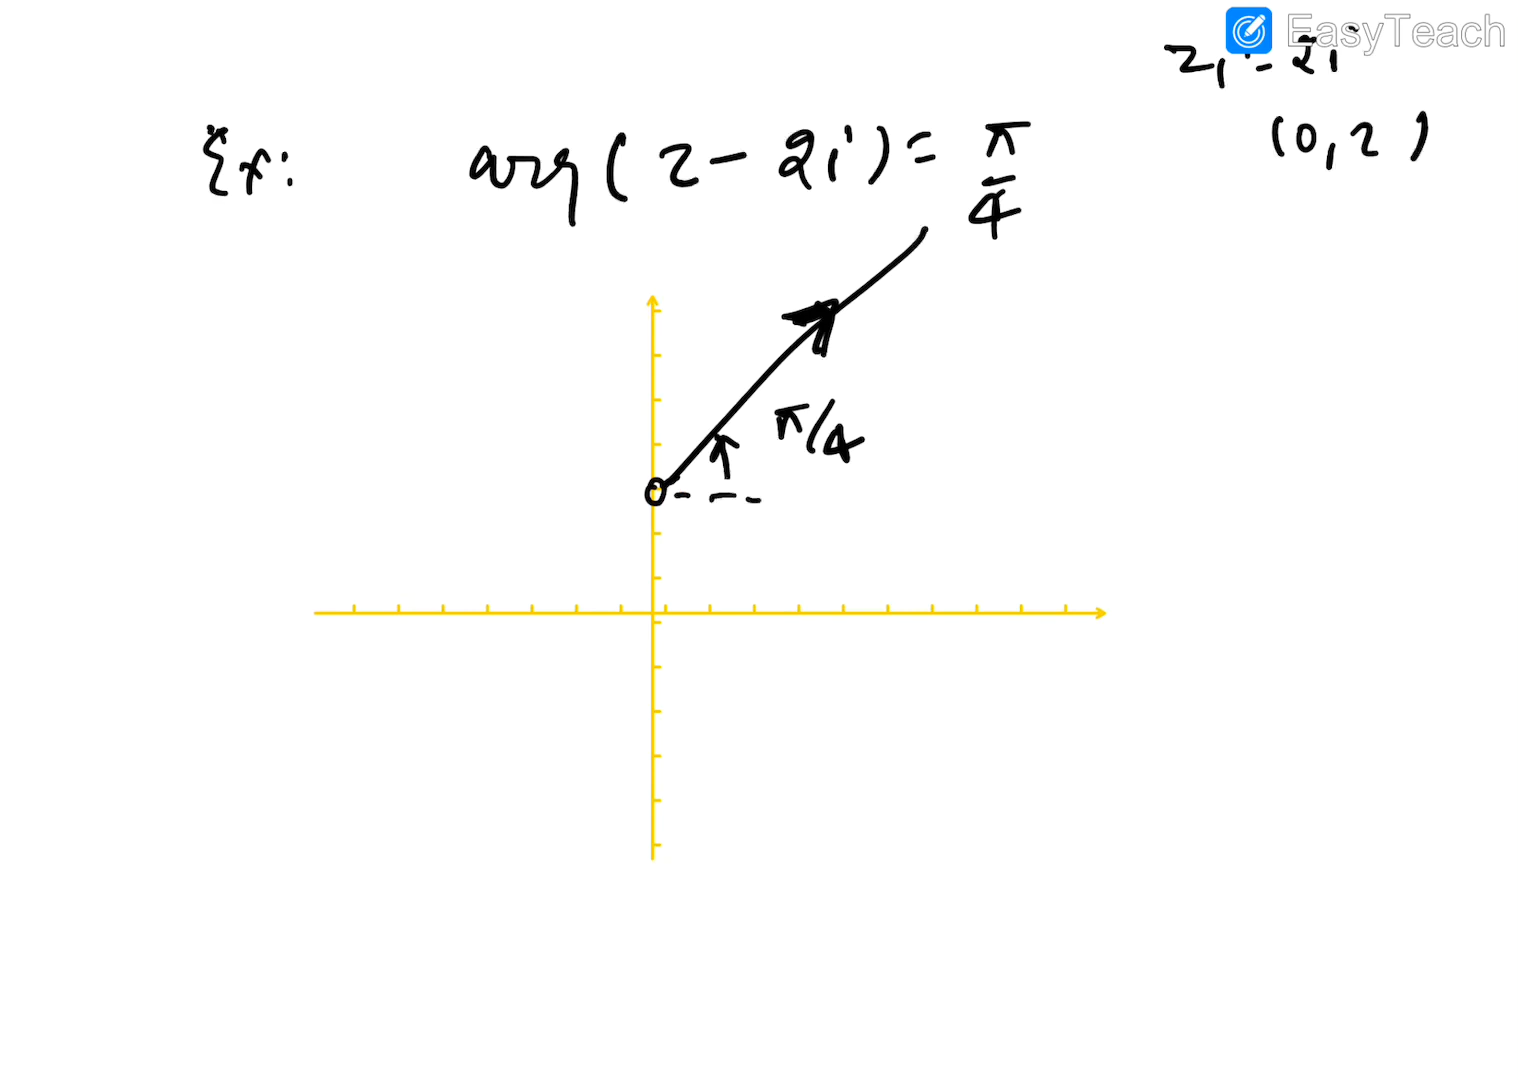 EasyTeach
z₁ = 2i
(0, 2)
Ex: arg(z - 2i) = π/4
π/4